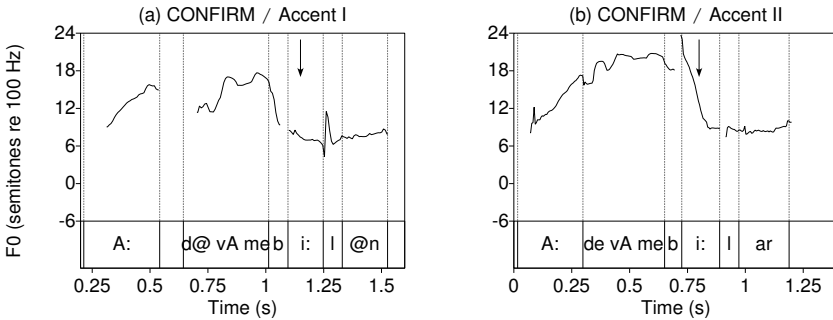 (a) CONFIRM / Accent I
(b) CONFIRM / Accent II
F0 (semitones re 100 Hz)
24
18
12
6
0
-6
A: d@ vA me b i: l @n
0.25 0.5 0.75 1 1.25 1.5
Time (s)
24
18
12
6
0
-6
A: de vA me b i: l ar
0 0.25 0.5 0.75 1 1.25
Time (s)